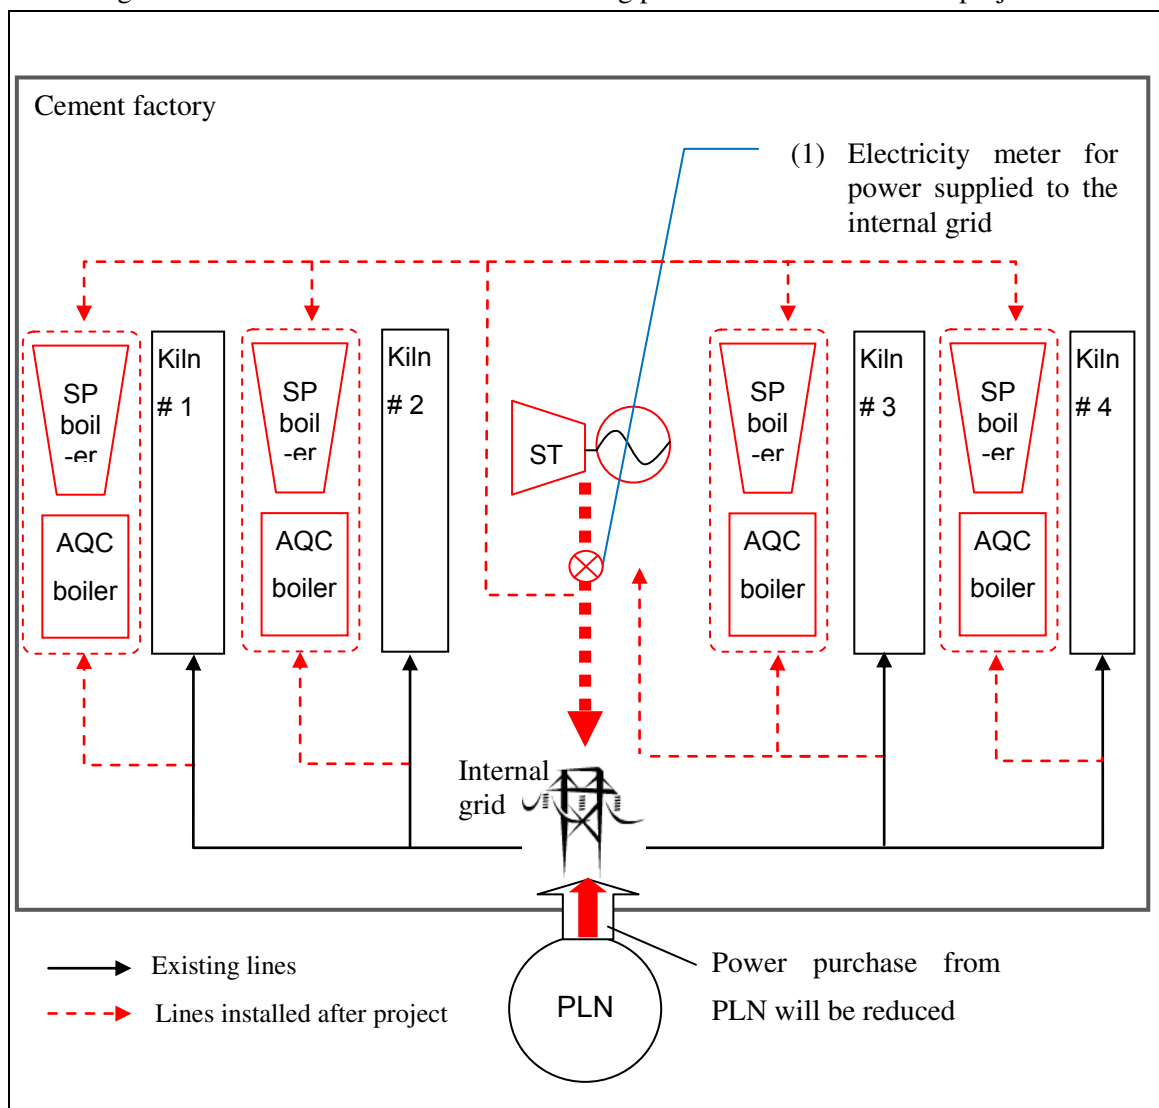 Cement factory
(1) Electricity meter for
power supplied to the
internal grid
SP
boil
-er
AQC
boiler
Kiln
# 1
SP
boil
-er
AQC
boiler
Kiln
# 2
ST
SP
boil
-er
AQC
boiler
Kiln
# 3
SP
boil
-er
AQC
boiler
Kiln
# 4
Internal
grid
Existing lines
Lines installed after project
PLN
Power purchase from
PLN will be reduced